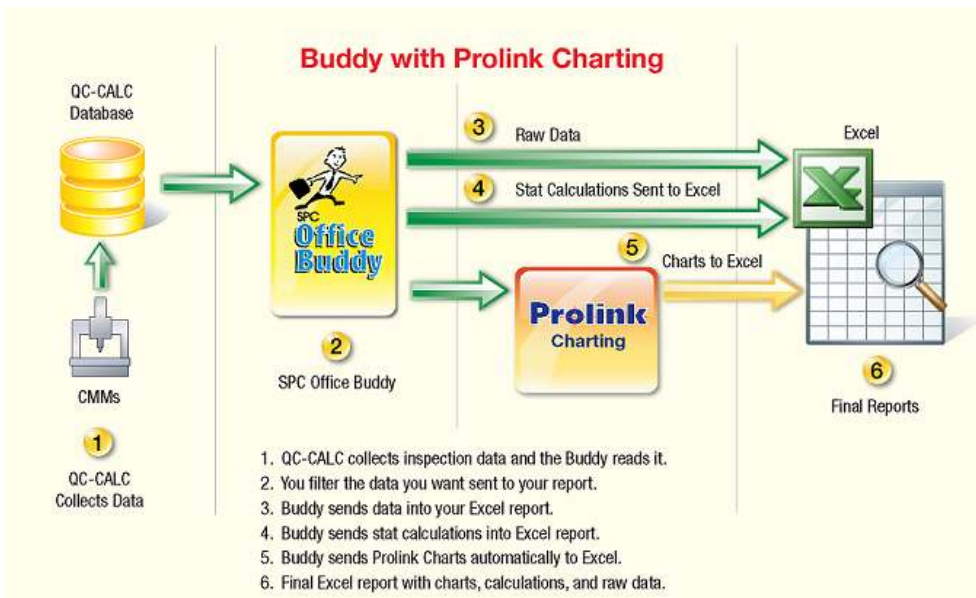 Buddy with Prolink Charting
QC-CALC
Database
3
Raw Data
Excel
4
Stat Calculations Sent to Excel
SPC
Office
Buddy
5
Charts to Excel
Prolink
Charting
2
SPC Office Buddy
CMMs
6
Final Reports
1
QC-CALC
Collects Data
1. QC-CALC collects inspection data and the Buddy reads it.
2. You filter the data you want sent to your report.
3. Buddy sends data into your Excel report.
4. Buddy sends stat calculations into Excel report.
5. Buddy sends Prolink Charts automatically to Excel.
6. Final Excel report with charts, calculations, and raw data.